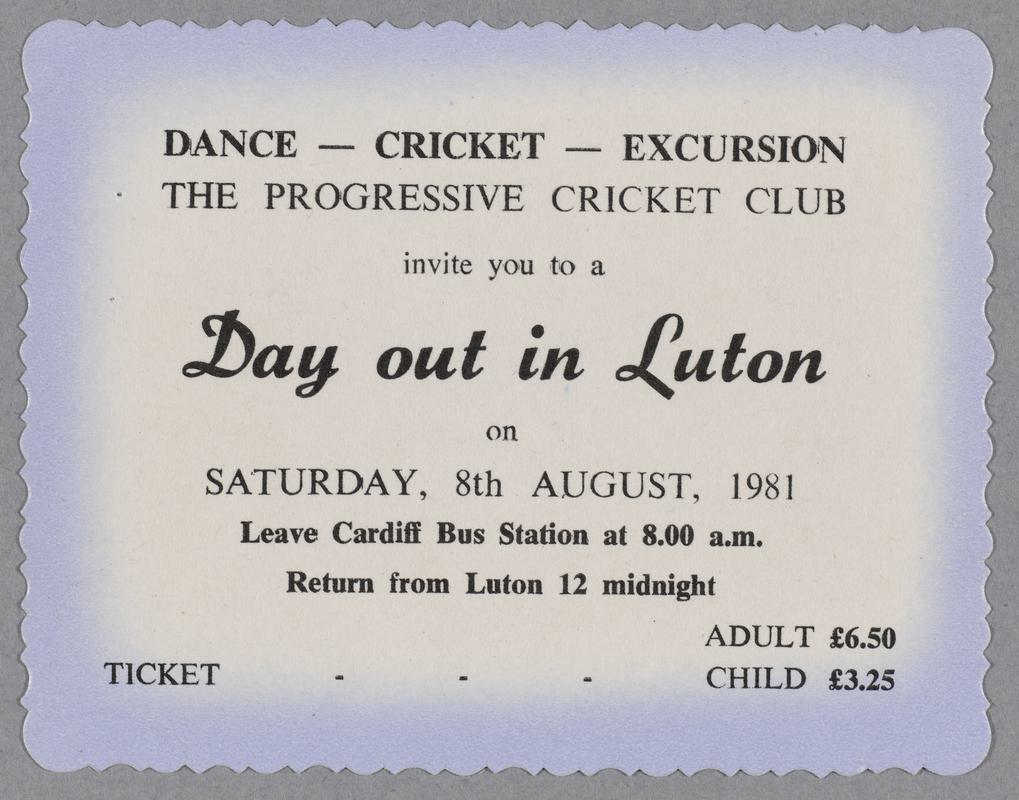 DANCE — CRICKET — EXCURSION
THE PROGRESSIVE CRICKET CLUB
invite you to a
Day out in Luton
on
SATURDAY, 8th AUGUST, 1981
Leave Cardiff Bus Station at 8.00 a.m.
Return from Luton 12 midnight
ADULT £6.50
TICKET - - - CHILD £3.25